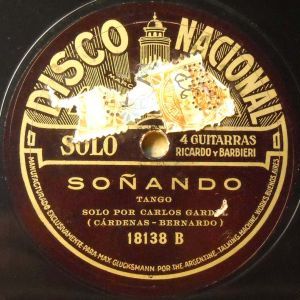 DISCO NACIONAL
SOLO
4 GUITARRAS
RICARDO Y BARBIERI
SOÑANDO
TANGO
SOLO POR CARLOS GARDEL
(CÁRDENAS - BERNARDO)
18138 B
MANUFACTURADO EXCLUSIVAMENTE PARA MAX GLÜCKSMANN POR THE ARGENTINE TALKING MACHINE WORKS, BUENOS AIRES